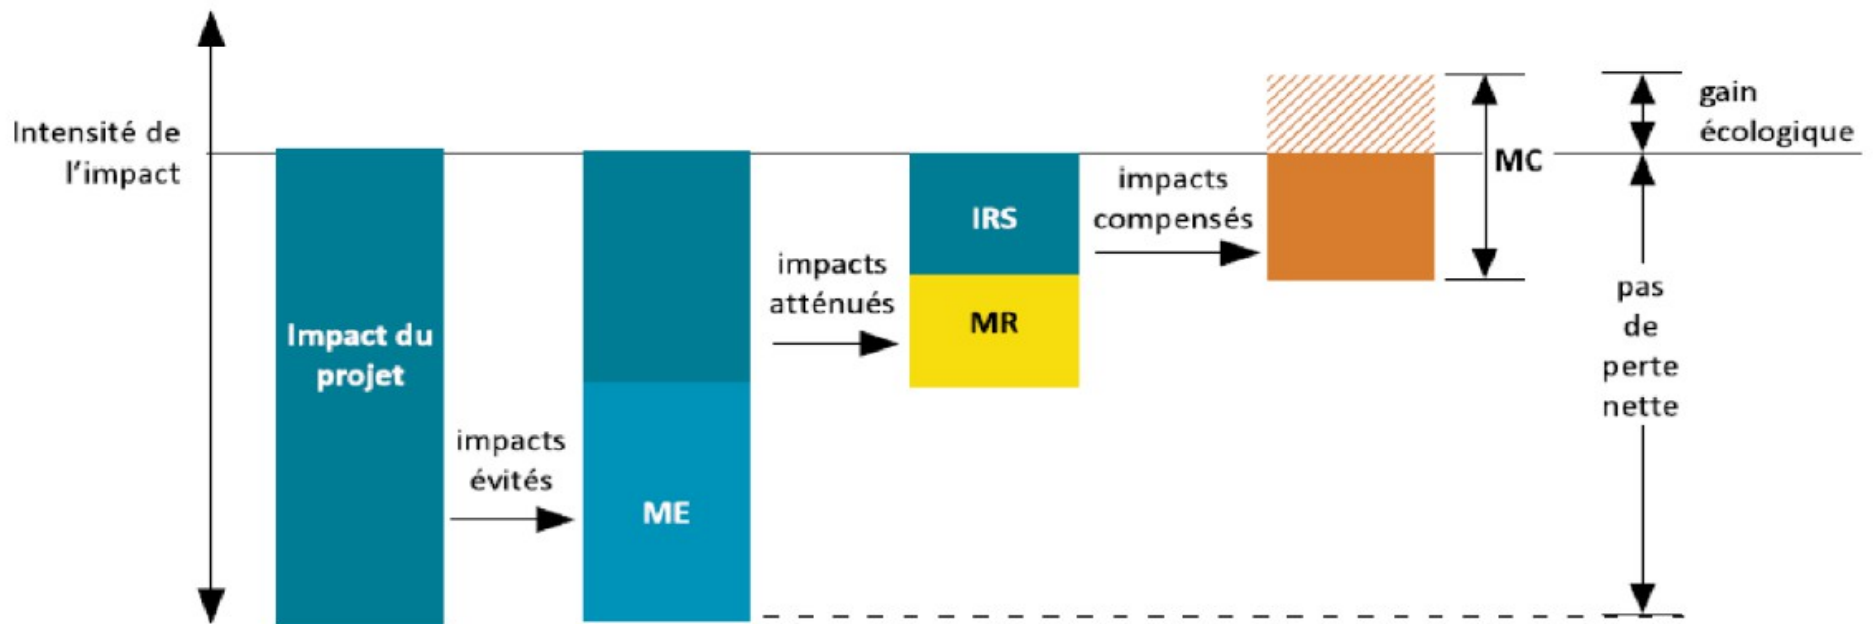 Intensité de
l'impact
Impact du
projet
impacts
évités
ME
impacts
atténués
IRS
MR
impacts
compensés
MC
gain
écologique
pas
de
perte
nette